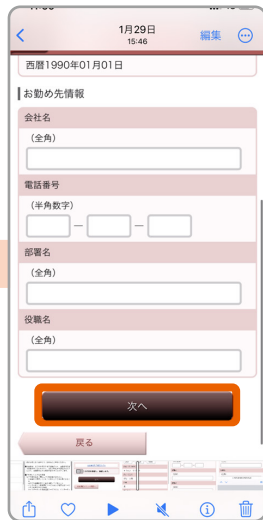 1月29日
15:46
編集
西暦1990年01月01日
お勤め先情報
会社名
(全角)
電話番号
(半角数字)
－ －
部署名
(全角)
役職名
(全角)
次へ
戻る